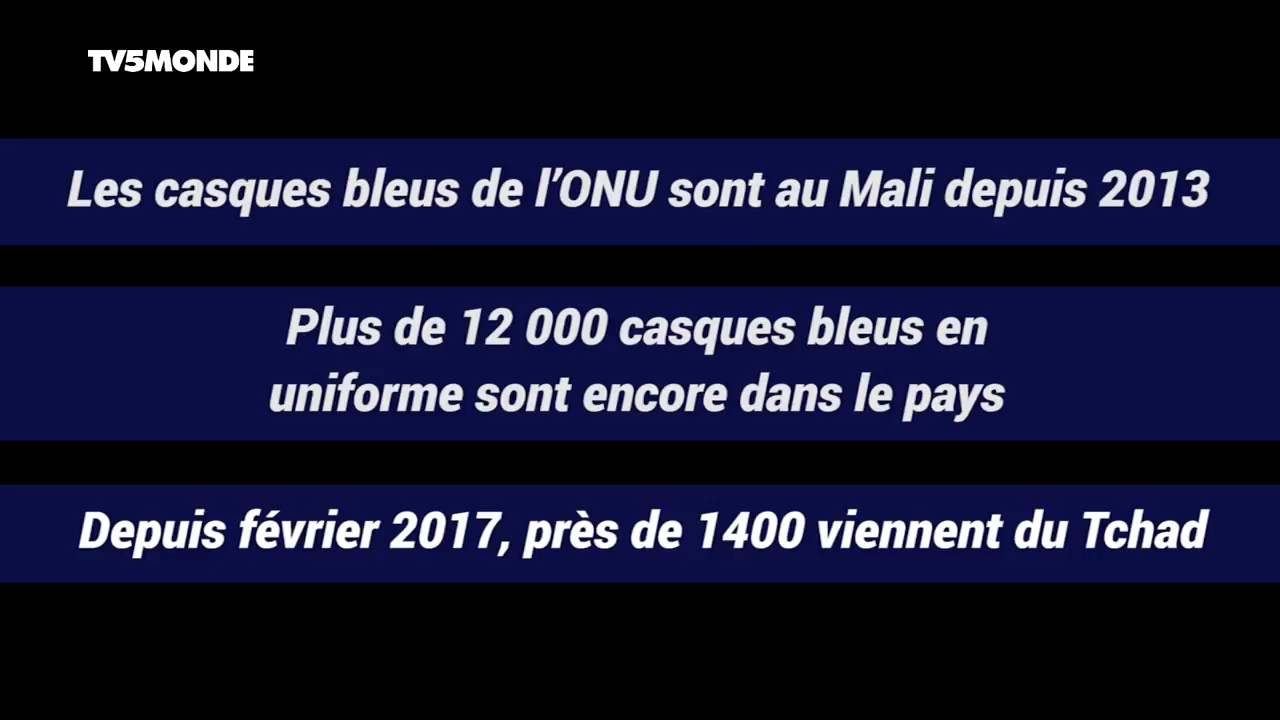 TV5MONDE
Les casques bleus de l’ONU sont au Mali depuis 2013
Plus de 12 000 casques bleus en
uniforme sont encore dans le pays
Depuis février 2017, près de 1400 viennent du Tchad